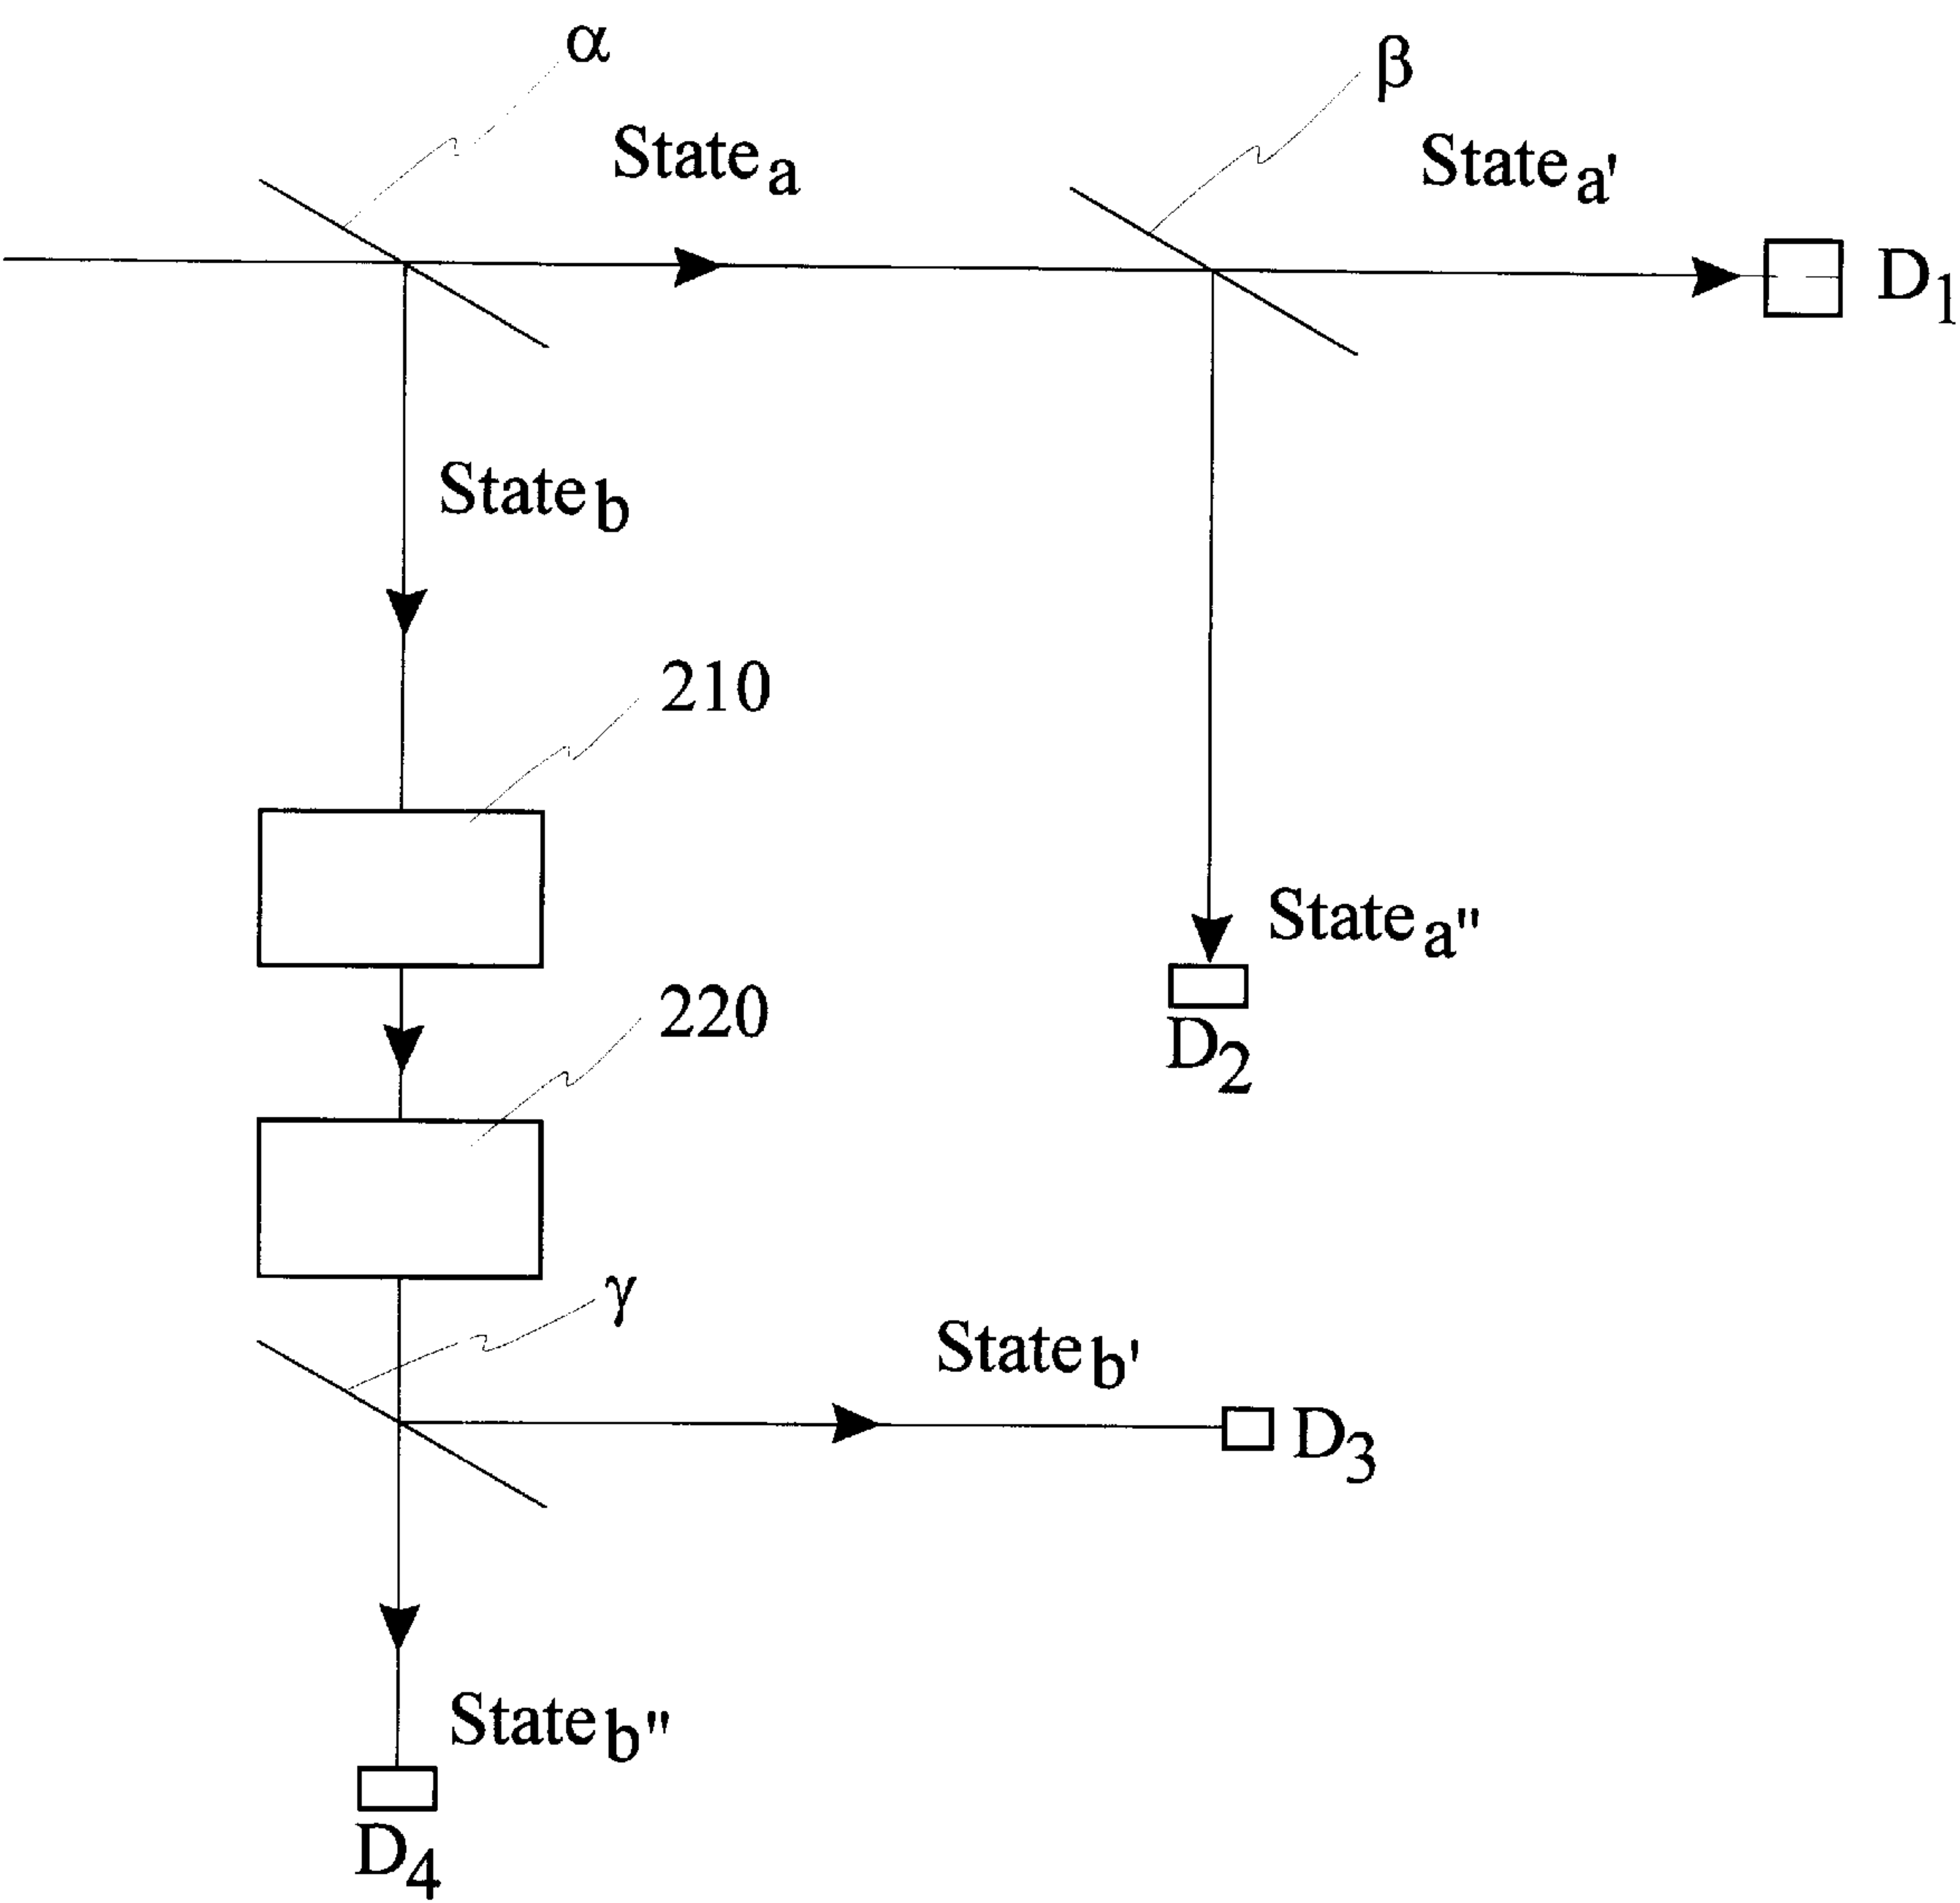 α
β
State a
State a'
D1
State b
210
State a"
220
D2
γ
State b'
D3
State b"
D4